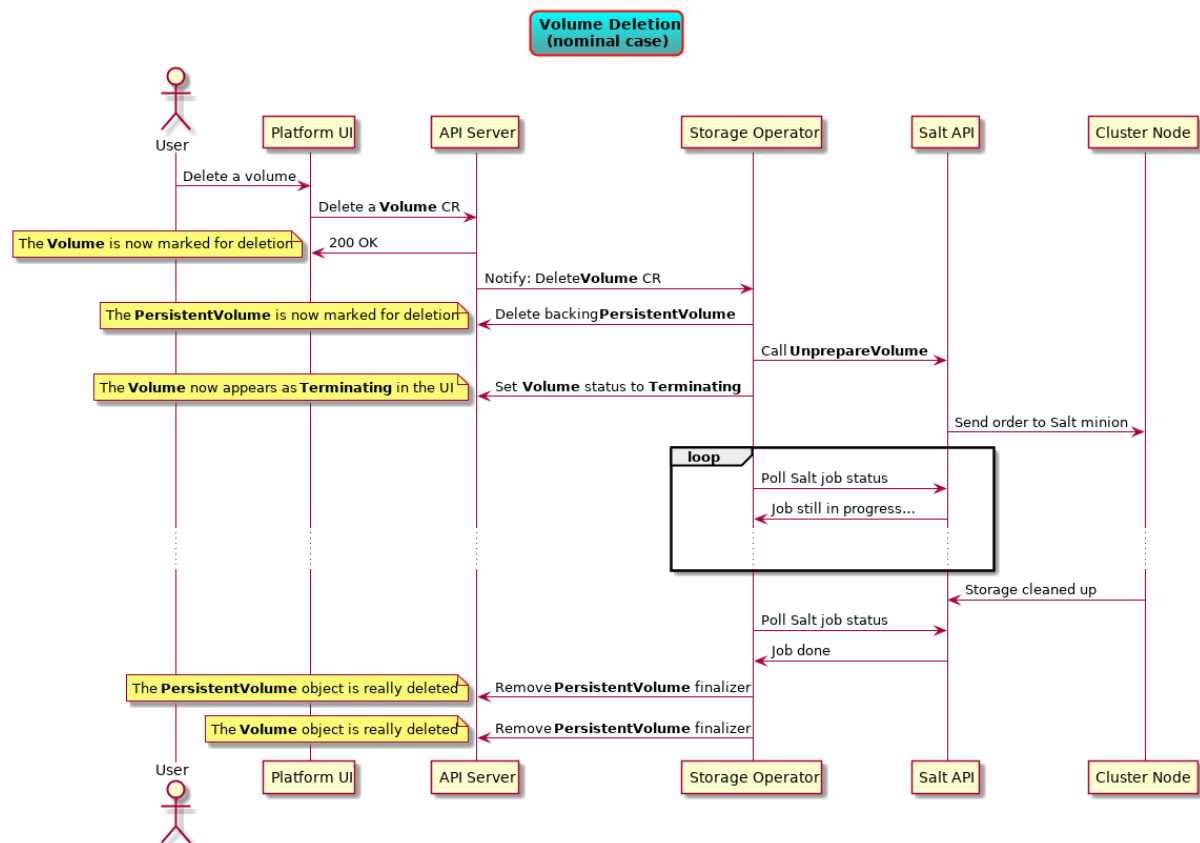 Volume Deletion
(nominal case)
User
Platform UI
API Server
Storage Operator
Salt API
Cluster Node
Delete a volume
Delete a Volume CR
The Volume is now marked for deletion
200 OK
Notify: DeleteVolume CR
The PersistentVolume is now marked for deletion
Delete backingPersistentVolume
Call UnprepareVolume
The Volume now appears as Terminating in the UI
Set Volume status to Terminating
Send order to Salt minion
loop
Poll Salt job status
Job still in progress...
Storage cleaned up
Poll Salt job status
Job done
The PersistentVolume object is really deleted
Remove PersistentVolume finalizer
The Volume object is really deleted
Remove PersistentVolume finalizer
User
Platform UI
API Server
Storage Operator
Salt API
Cluster Node